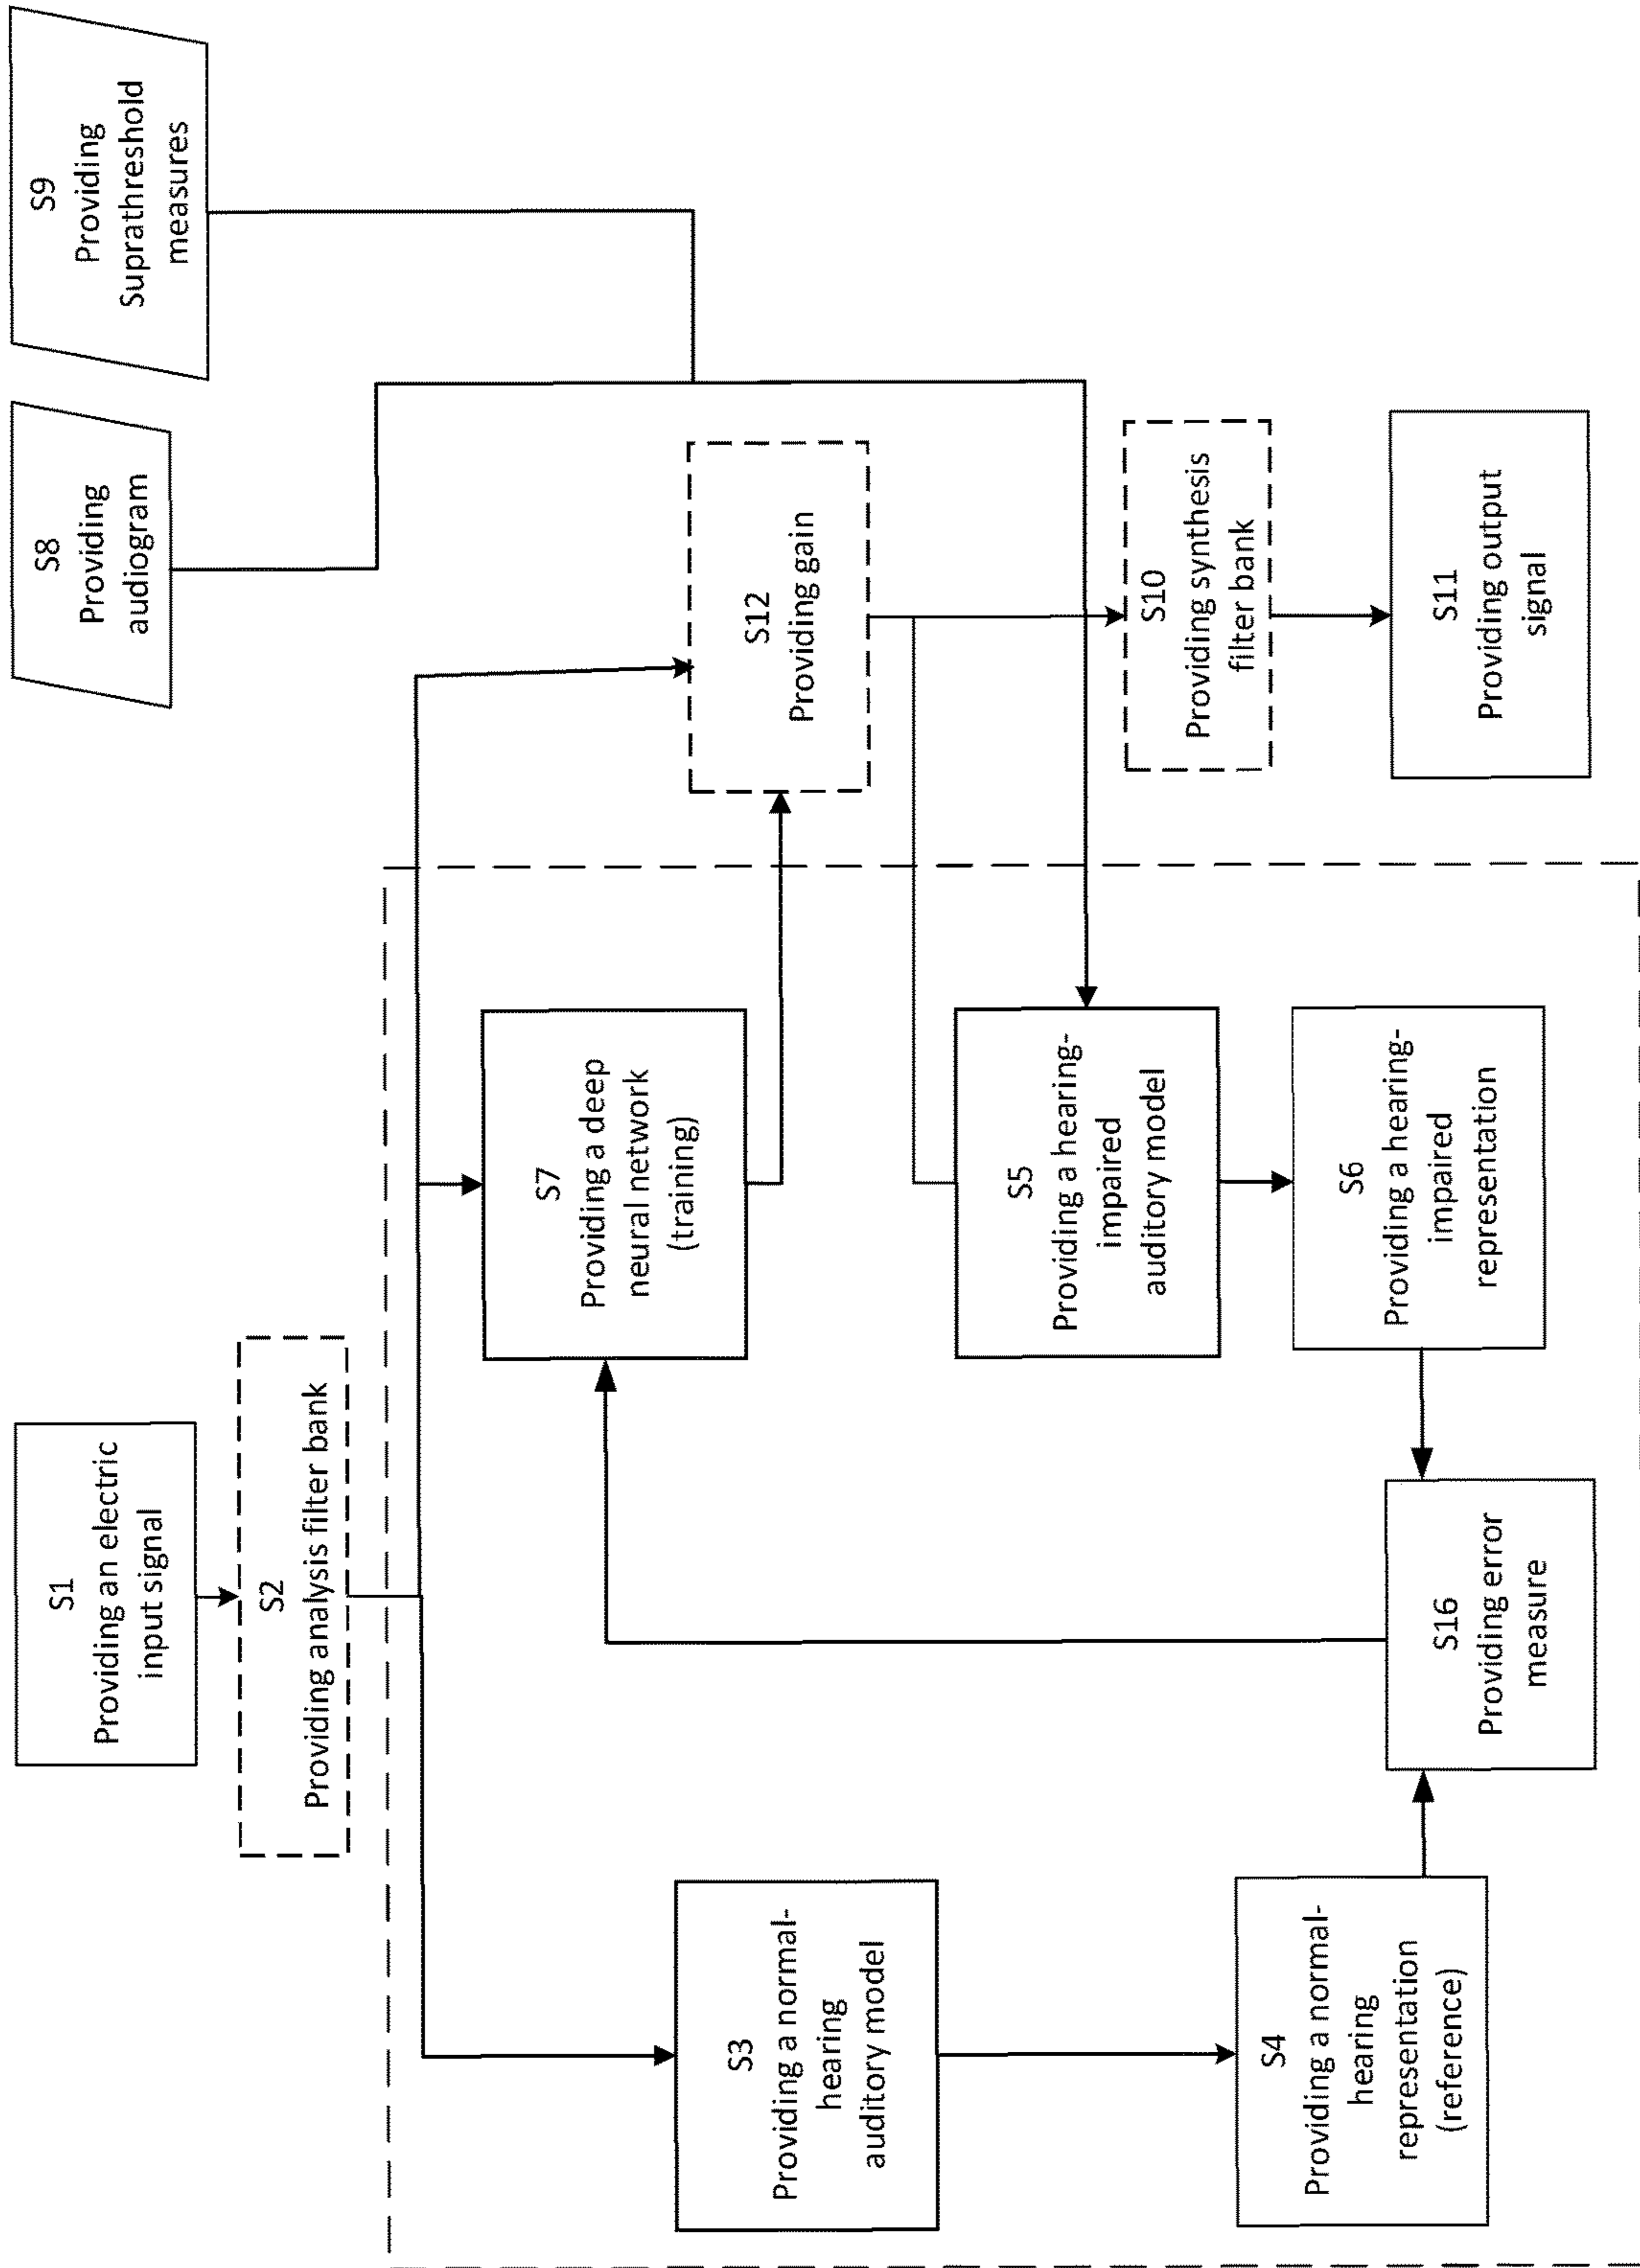 S1
Providing an electric
input signal
S2
Providing analysis filter bank
S8
Providing
audiogram
S9
Providing
Suprathreshold
measures
S3
Providing a normal-
hearing
auditory model
S7
Providing a deep
neural network
(training)
S12
Providing gain
S5
Providing a hearing-
impaired
auditory model
S10
Providing synthesis
filter bank
S4
Providing a normal-
hearing
representation
(reference)
S16
Providing error
measure
S6
Providing a hearing-
impaired
representation
S11
Providing output
signal